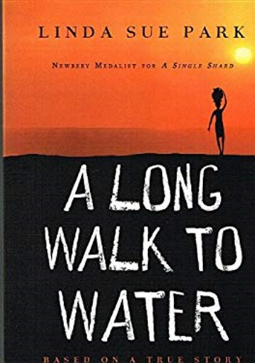 LINDA SUE PARK
NEWBERY MEDALIST FOR A SINGLE SHARD
A LONG
WALK TO
WATER
BASED ON A TRUE STORY